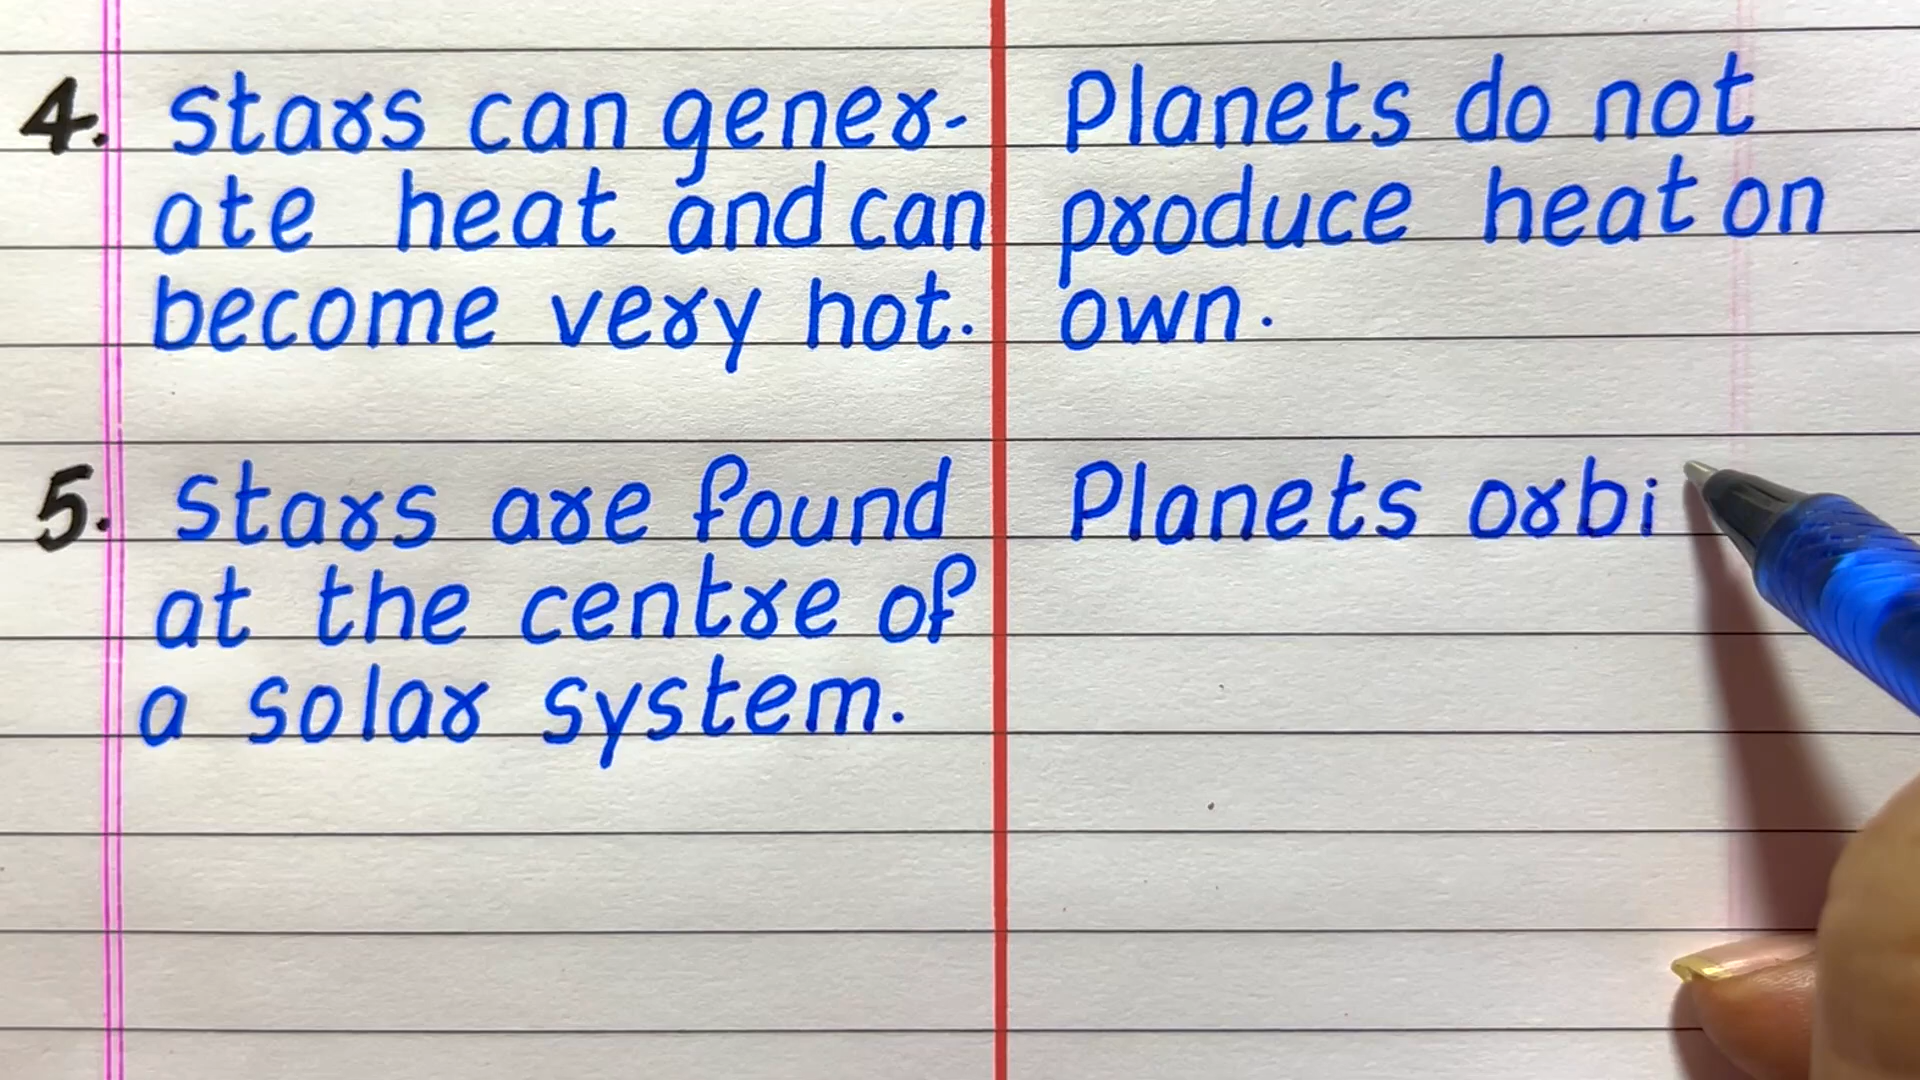 4. Stars can gener-
ate heat and can
become very hot.
Planets do not
produce heat on
own.
5. Stars are found
at the centre of
a solar system.
Planets orbi